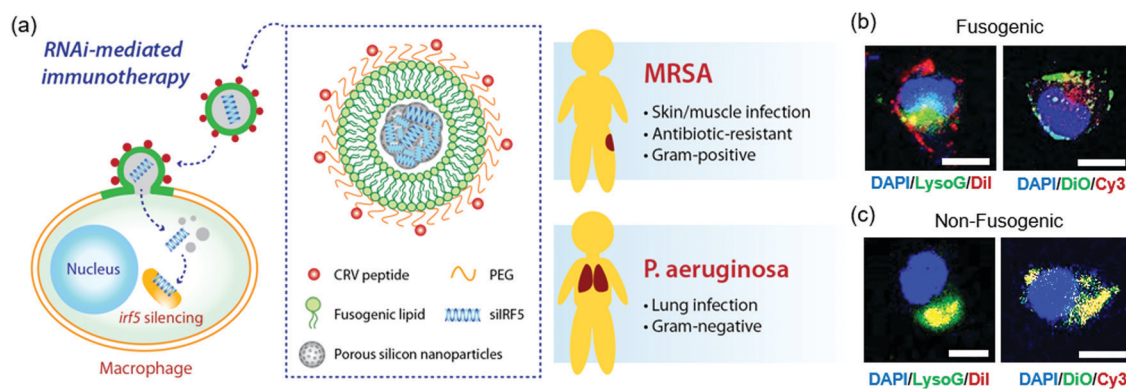 (a)
RNAi-mediated
immunotherapy
Nucleus
irf5 silencing
Macrophage
CRV peptide
PEG
Fusogenic lipid
siIRF5
Porous silicon nanoparticles
MRSA
• Skin/muscle infection
• Antibiotic-resistant
• Gram-positive
P. aeruginosa
• Lung infection
• Gram-negative
(b)
Fusogenic
DAPI/LysoG/DiI
DAPI/DiO/Cy3
(c)
Non-Fusogenic
DAPI/LysoG/DiI
DAPI/DiO/Cy3